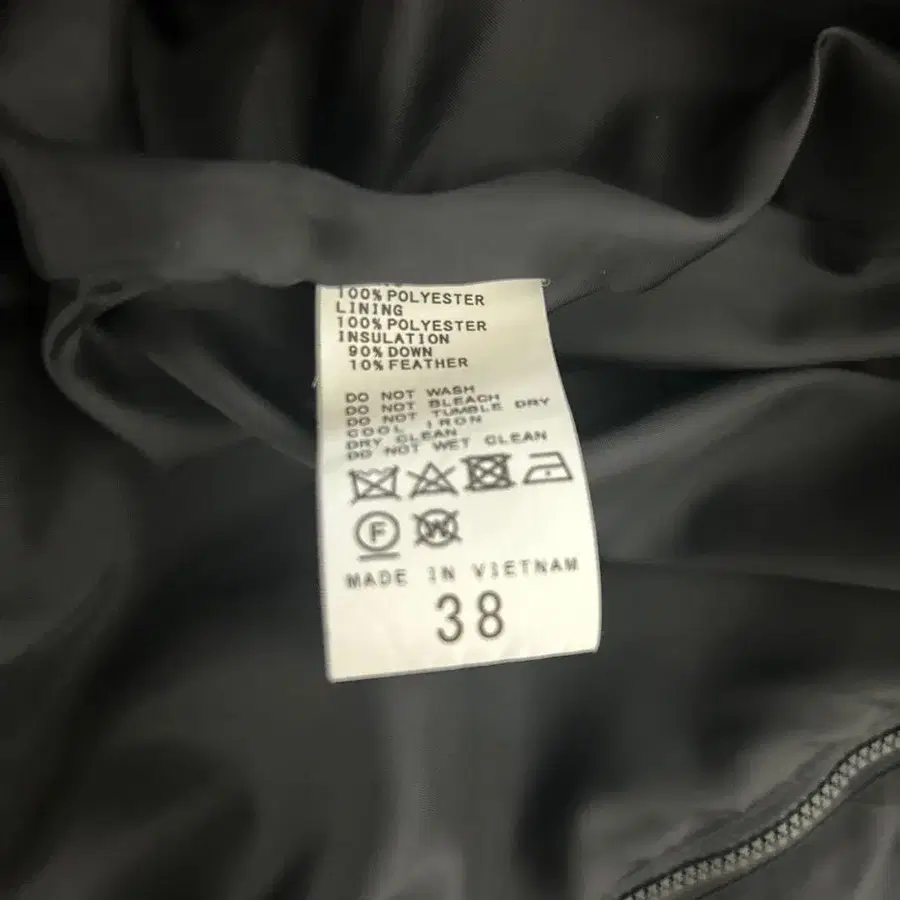 100% POLYESTER
LINING
100% POLYESTER
INSULATION
90% DOWN
10% FEATHER
DO NOT WASH
DO NOT BLEACH
DO NOT TUMBLE DRY
COOL IRON
DRY CLEAN
DO NOT WET CLEAN
F W
MADE IN VIETNAM
38